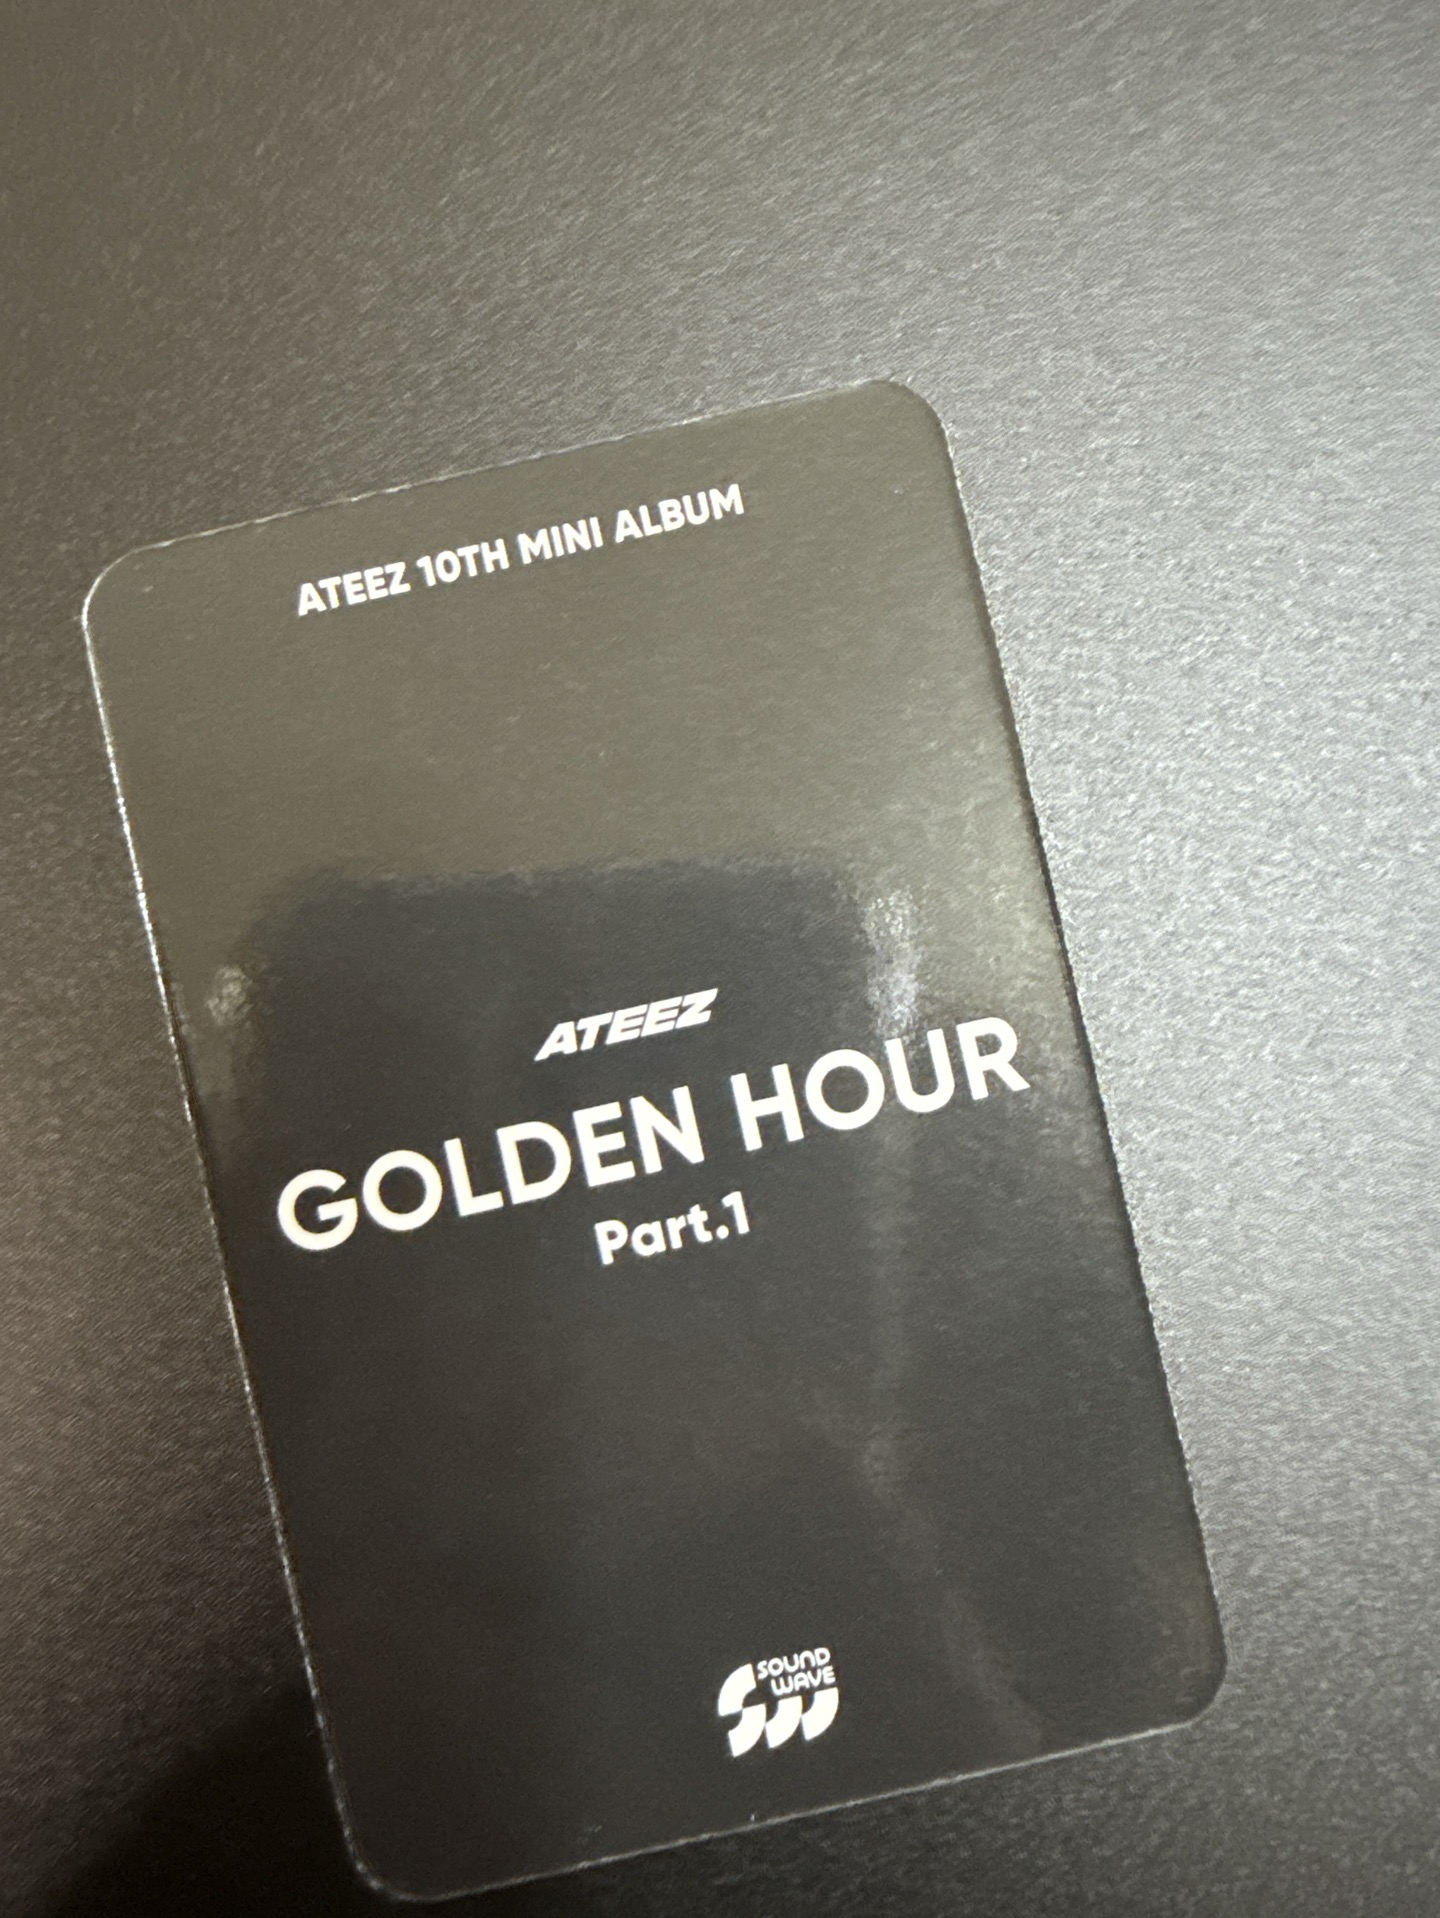 ATEEZ 10TH MINI ALBUM
ATEEZ
GOLDEN HOUR
Part.1
SOUND
WAVE